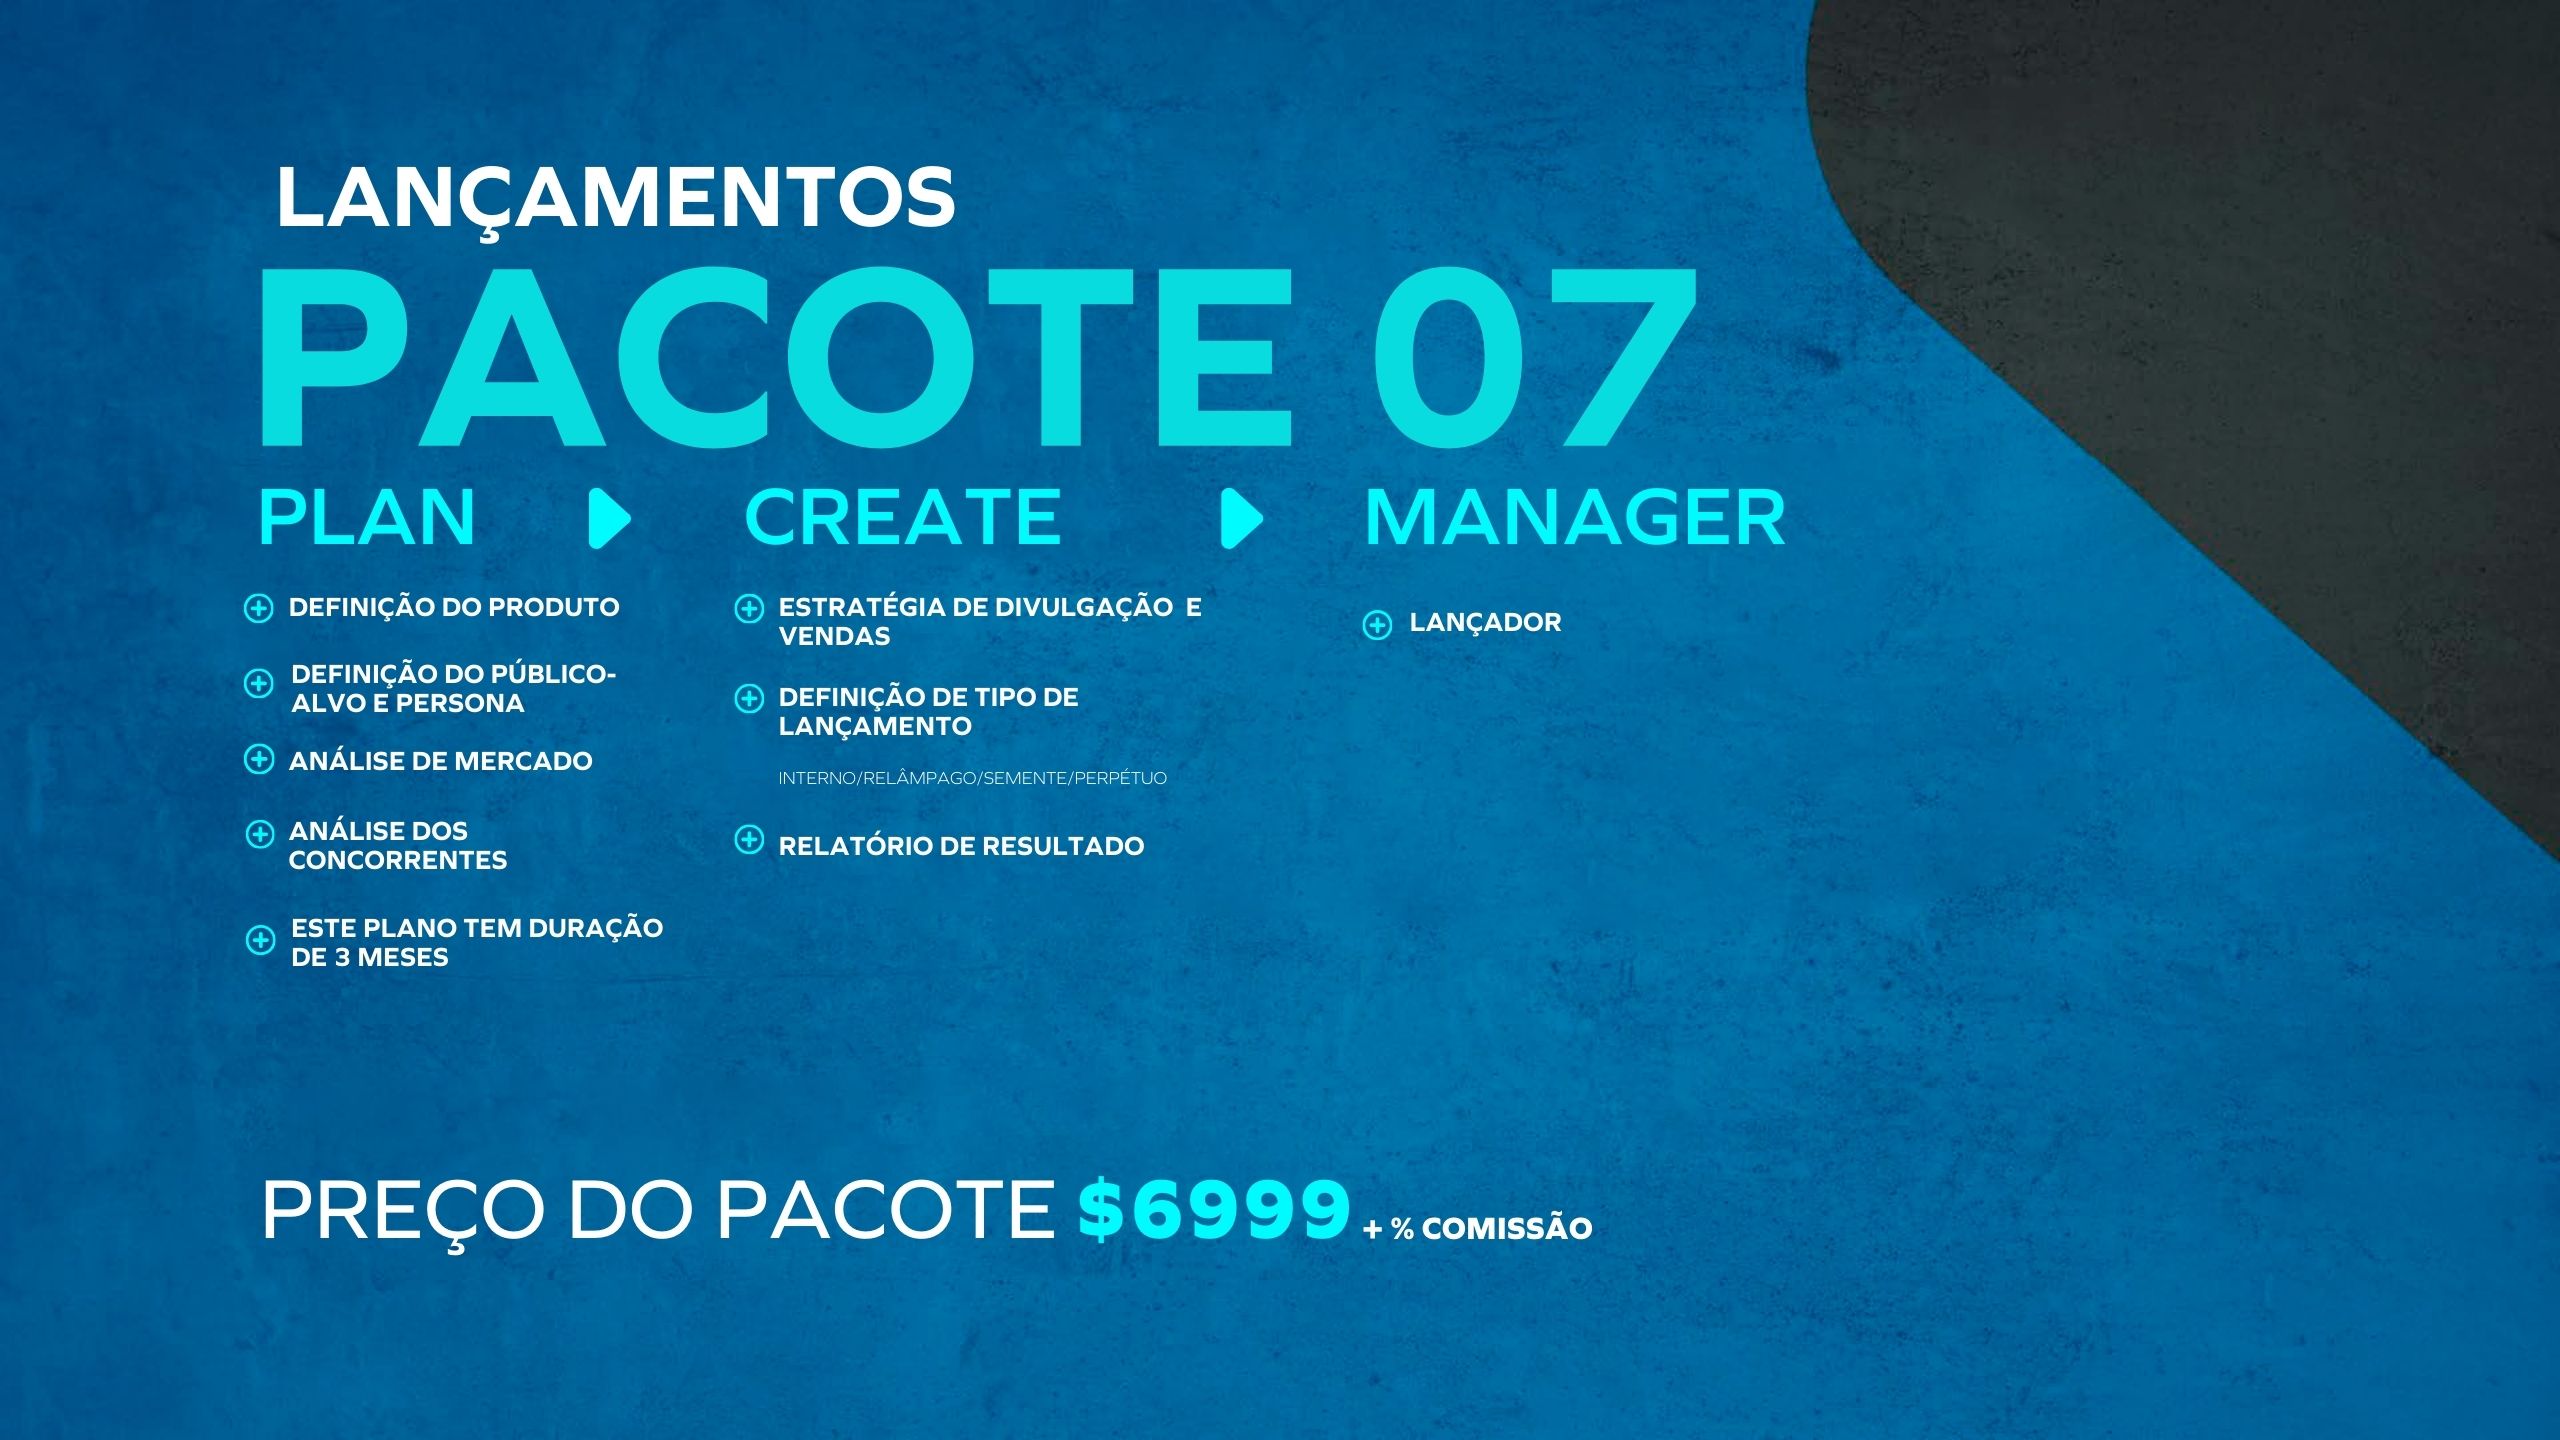 LANÇAMENTOS
PACOTE 07
PLAN
DEFINIÇÃO DO PRODUTO
DEFINIÇÃO DO PÚBLICO-
ALVO E PERSONA
ANÁLISE DE MERCADO
ANÁLISE DOS
CONCORRENTES
ESTE PLANO TEM DURAÇÃO
DE 3 MESES
CREATE
ESTRATÉGIA DE DIVULGAÇÃO E
VENDAS
DEFINIÇÃO DE TIPO DE
LANÇAMENTO
INTERNO/RELÂMPAGO/SEMENTE/PERPÉTUO
RELATÓRIO DE RESULTADO
MANAGER
LANÇADOR
PREÇO DO PACOTE $6999 + % COMISSÃO